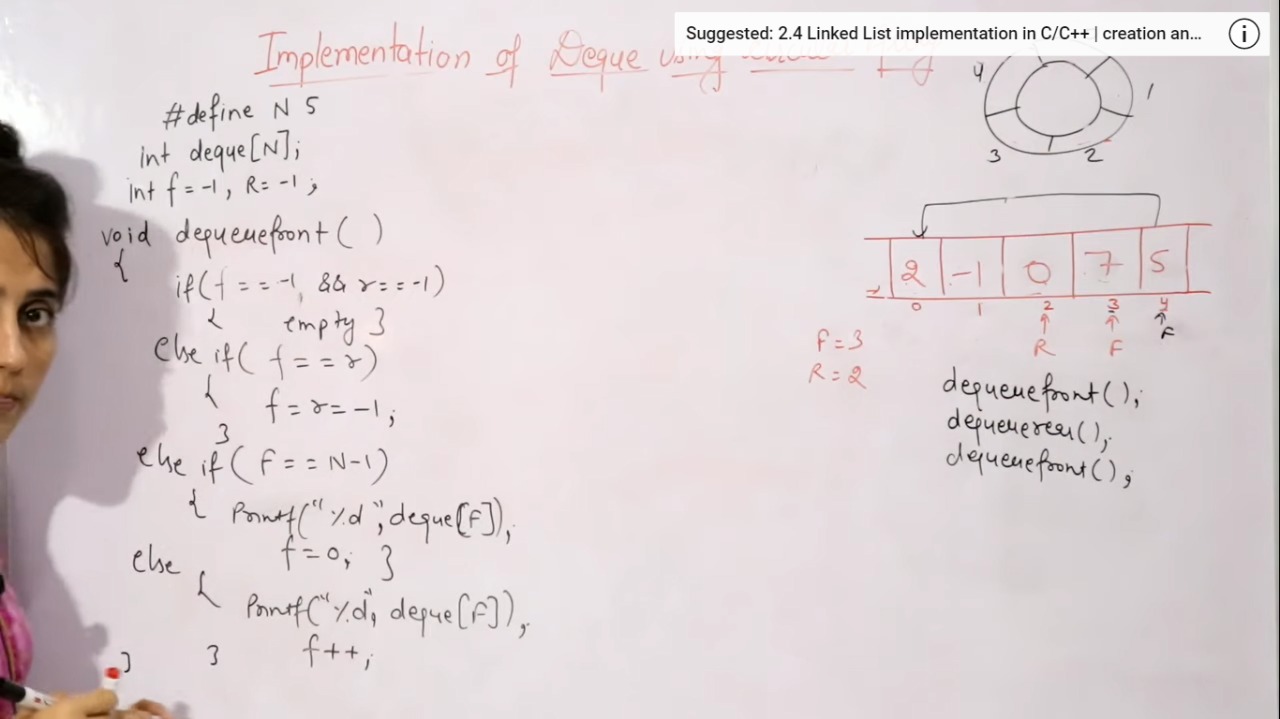 Suggested: 2.4 Linked List implementation in C/C++ | creation an...
Implementation of Deque using
#define N 5
int deque[N];
int f = -1, R = -1;
void dequeuefront ( )
{
if(f == -1, && r == -1)
{ empty }
else if( f == r)
{
f = r = -1;
}
else if ( F == N-1)
{ Printf("%d", deque[F]);
f = 0; }
else
{
Printf("%d", deque[F]);
} } f++;
4 1
3 2
2 -1 0 7 5
0 1 2 3 4
R F F
F = 3
R = 2
dequeuefront();
dequeuerear();
dequeuefront();